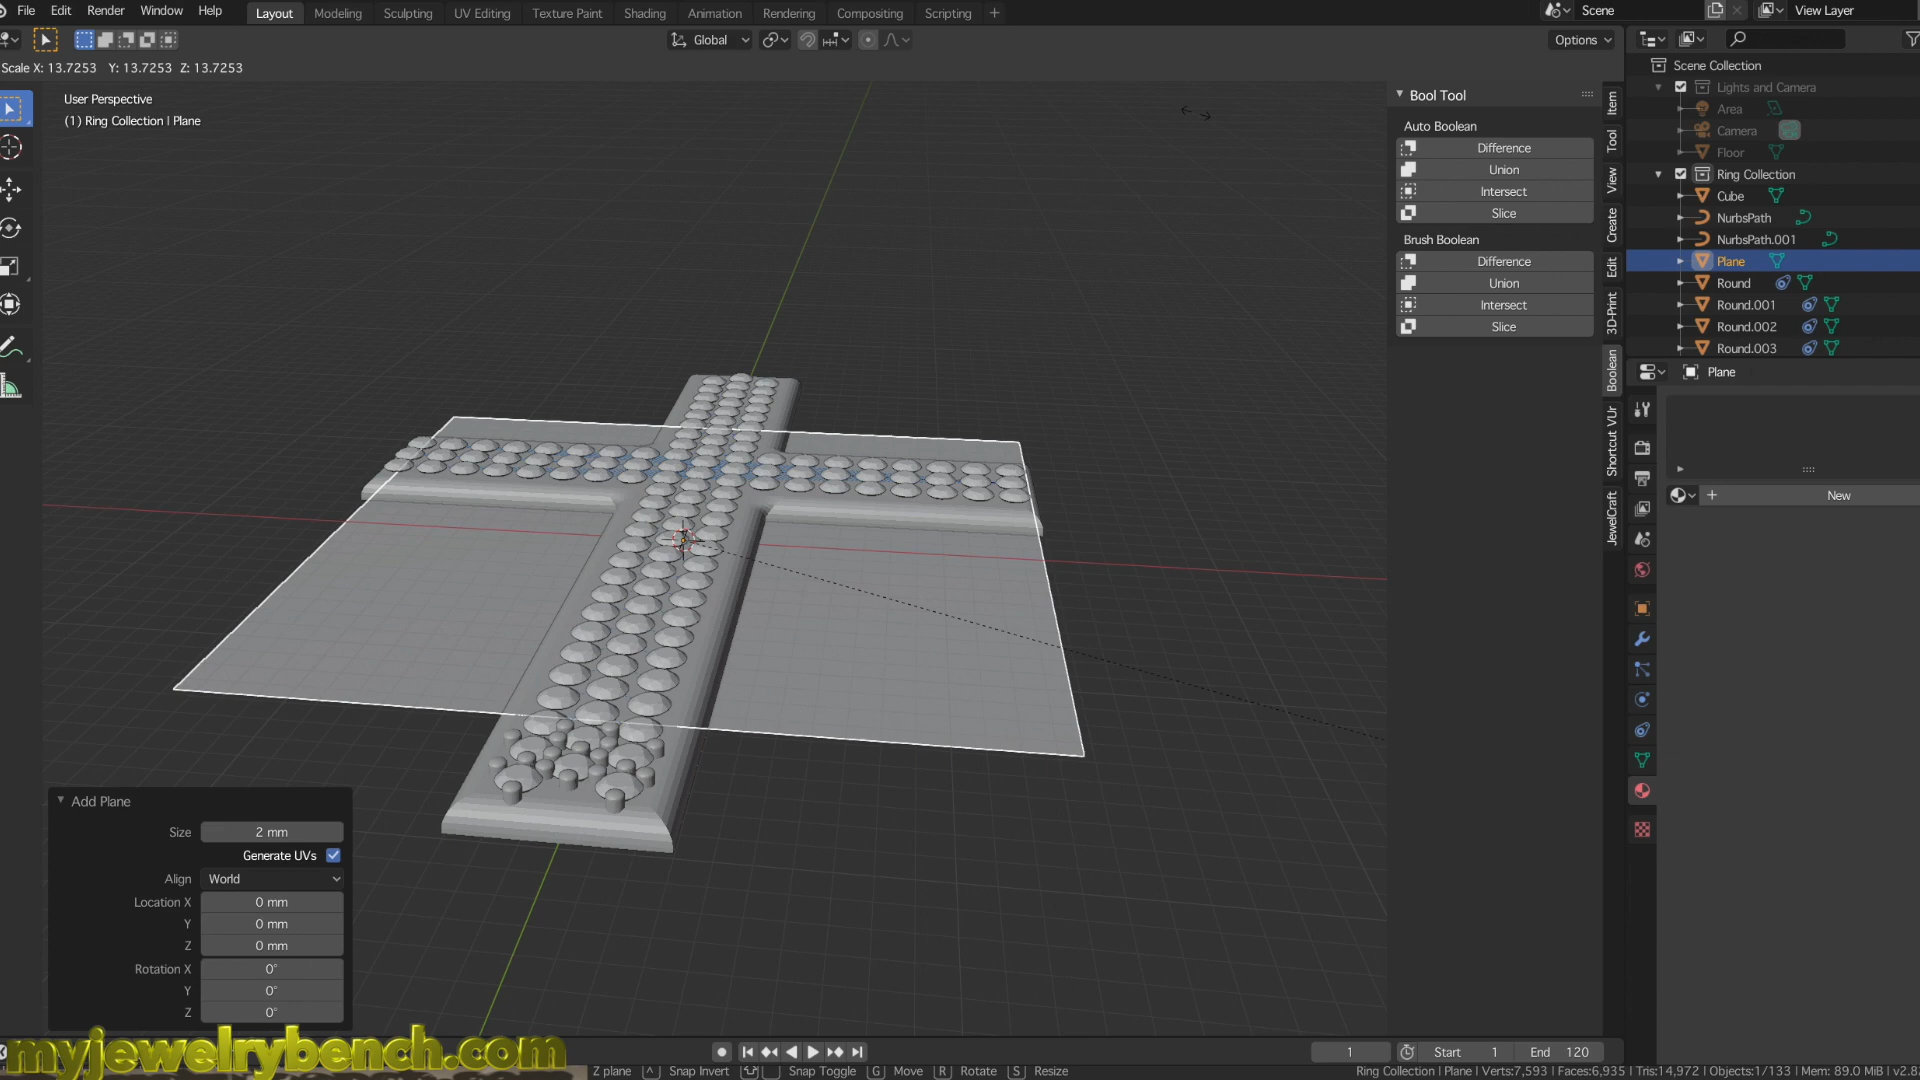 File Edit Render Window Help Layout Modeling Sculpting UV Editing Texture Paint Shading Animation Rendering Compositing Scripting + Scene View Layer
Global Options
Scale X: 13.7253 Y: 13.7253 Z: 13.7253
User Perspective
(1) Ring Collection | Plane
Bool Tool
Auto Boolean
Difference
Union
Intersect
Slice
Brush Boolean
Difference
Union
Intersect
Slice
Item
Tool
View
Create
Edit
3D-Print
Boolean
Shortcut VUr
JewelCraft
Scene Collection
Lights and Camera
Area
Camera
Floor
Ring Collection
Cube
NurbsPath
NurbsPath.001
Plane
Round
Round.001
Round.002
Round.003
Plane
New
Add Plane
Size 2 mm
Generate UVs
Align World
Location X 0 mm
Y 0 mm
Z 0 mm
Rotation X 0°
Y 0°
Z 0°
myjewelrybench.com
1 Start 1 End 120
Z plane Snap Invert Snap Toggle G Move R Rotate S Resize
Ring Collection | Plane | Verts:7,593 | Faces:6,935 | Tris:14,972 | Objects:1/133 | Mem: 89.0 MiB | v2.8